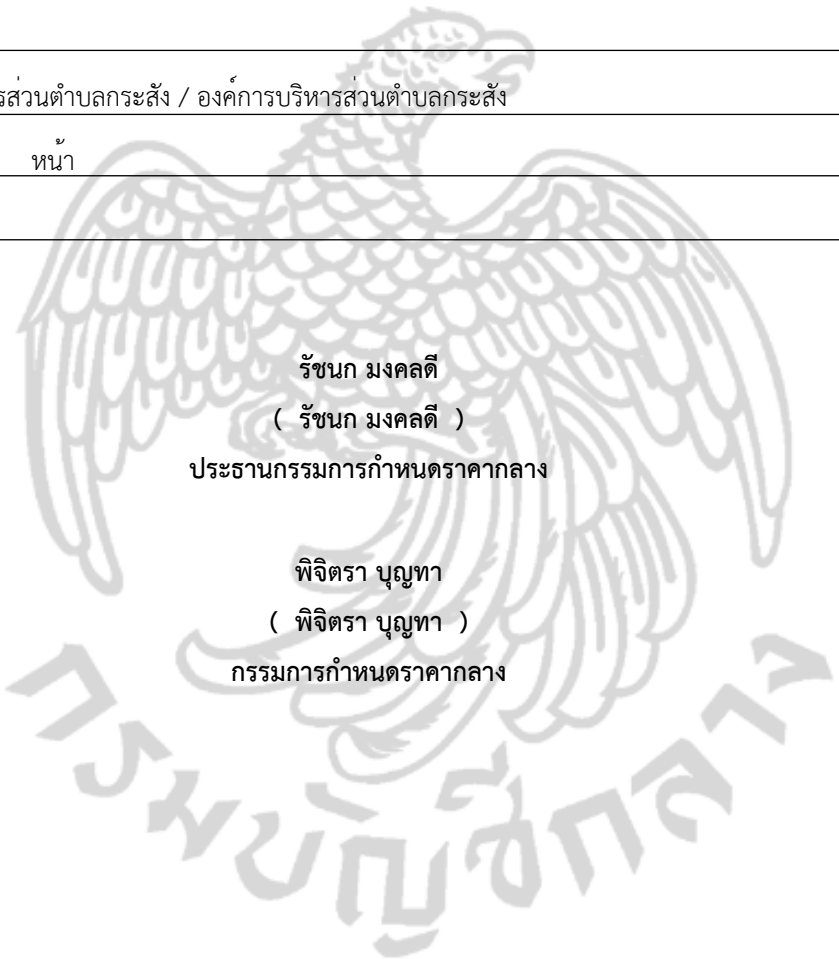 รส่วนตำบลกระสัง / องค์การบริหารส่วนตำบลกระสัง
หน้า
รัชนก มงคลดี
( รัชนก มงคลดี )
ประธานกรรมการกำหนดราคากลาง
พิจิตรา บุญทา
( พิจิตรา บุญทา )
กรรมการกำหนดราคากลาง
กรมบัญชีกลาง